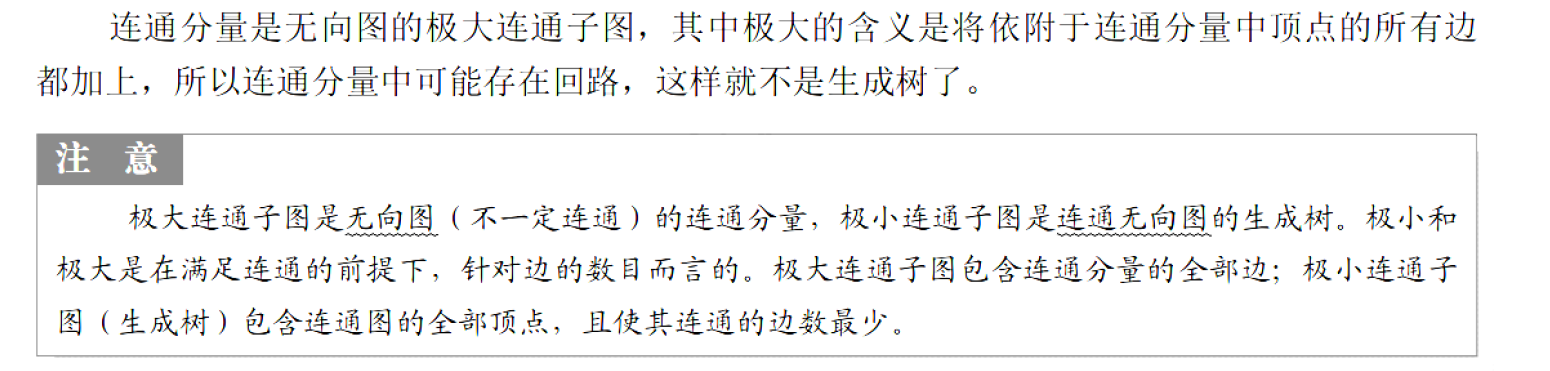 连通分量是无向图的极大连通子图，其中极大的含义是将依附于连通分量中顶点的所有边
都加上，所以连通分量中可能存在回路，这样就不是生成树了。
注 意
极大连通子图是无向图（不一定连通）的连通分量，极小连通子图是连通无向图的生成树。极小和
极大是在满足连通的前提下，针对边的数目而言的。极大连通子图包含连通分量的全部边；极小连通子
图（生成树）包含连通图的全部顶点，且使其连通的边数最少。